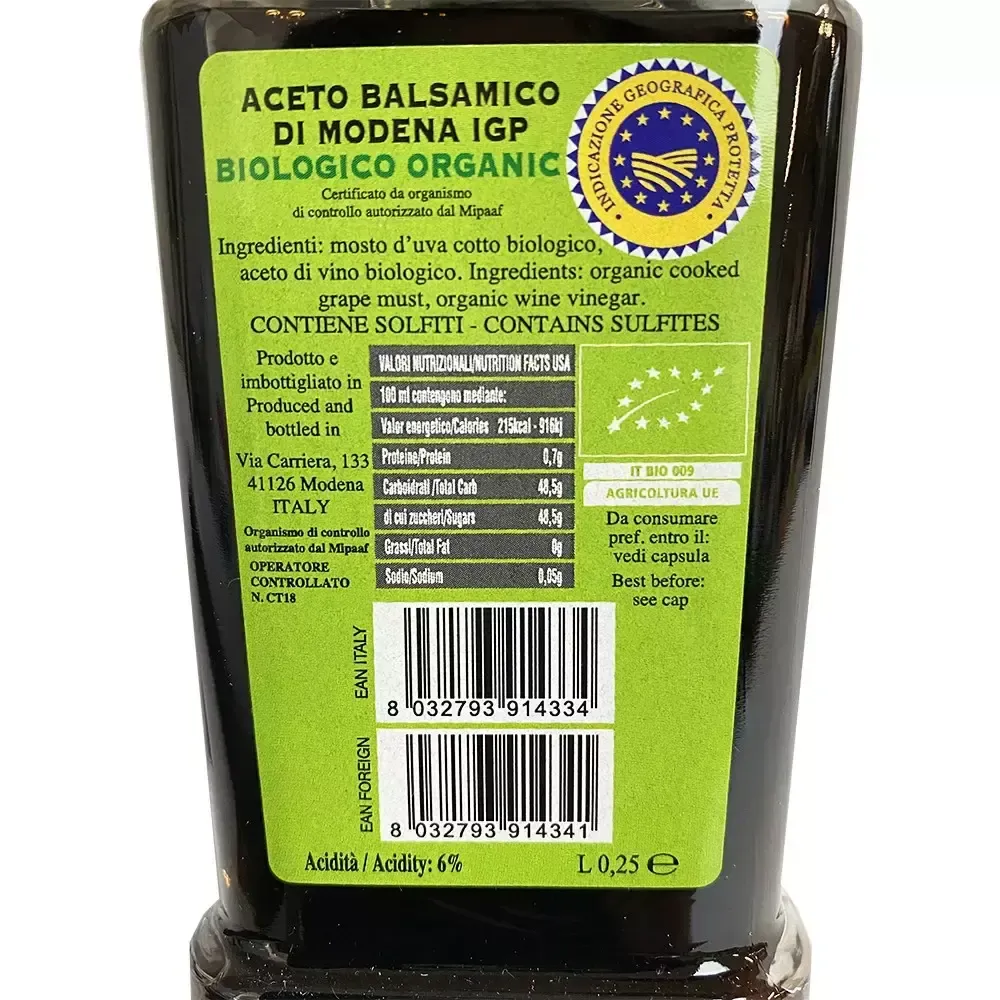 ACETO BALSAMICO
DI MODENA IGP
BIOLOGICO ORGANIC
Certificato da organismo
di controllo autorizzato dal Mipaaf
INDICAZIONE GEOGRAFICA PROTETTA
Ingredienti: mosto d'uva cotto biologico,
aceto di vino biologico. Ingredients: organic cooked
grape must, organic wine vinegar.
CONTIENE SOLFITI - CONTAINS SULFITES
Prodotto e
imbottigliato in
Produced and
bottled in
Via Carriera, 133
41126 Modena
ITALY
Organismo di controllo
autorizzato dal Mipaaf
OPERATORE
CONTROLLATO
N. CT18
VALORI NUTRIZIONALI/NUTRITION FACTS USA
100 ml contengono mediante:
Valor energetico/Calories 215kcal - 916kj
Proteine/Protein 0,7g
Carboidrati /Total Carb 48,5g
di cui zuccheri/Sugars 48,5g
Grassi/Total Fat 0g
Sodio/Sodium 0,05g
IT BIO 009
AGRICOLTURA UE
Da consumare
pref. entro il:
vedi capsula
Best before:
see cap
EAN ITALY
8 032793 914334
EAN FOREIGN
8 032793 914341
Acidità / Acidity: 6%
L 0,25 ℮